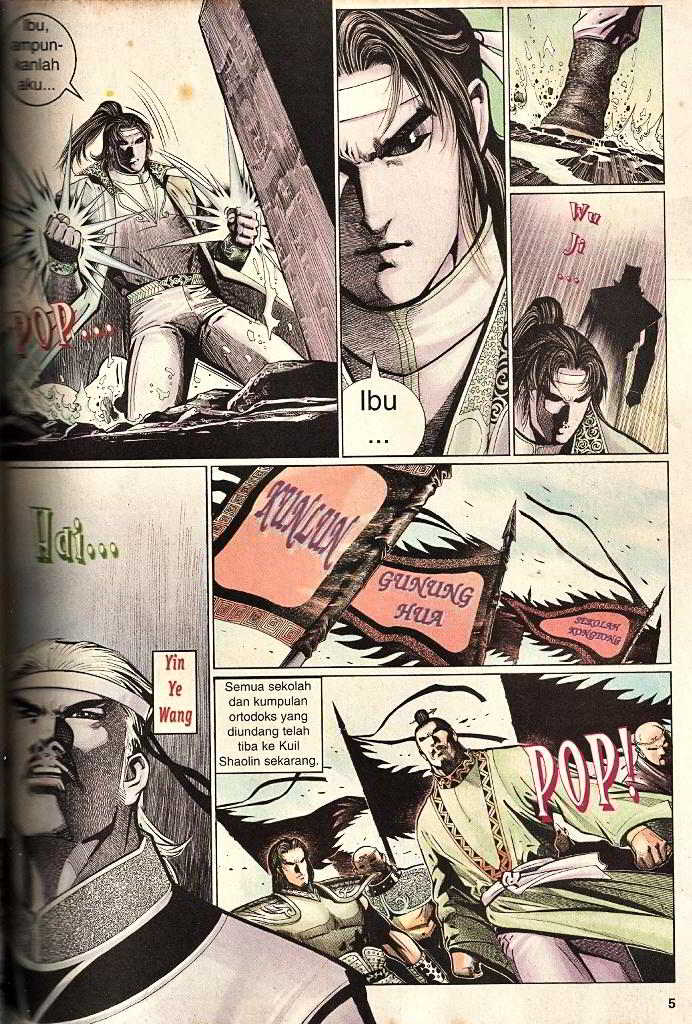 Ibu,
ampun-
kanlah
aku...
POP...
Ibu
...
Wu
Ji
...
Hai...
Yin
Ye
Wang
KUNLUN
GUNUNG
HUA
SEKOLAH
KONGTONG
Semua sekolah
dan kumpulan
ortodoks yang
diundang telah
tiba ke Kuil
Shaolin sekarang.
POP!
5